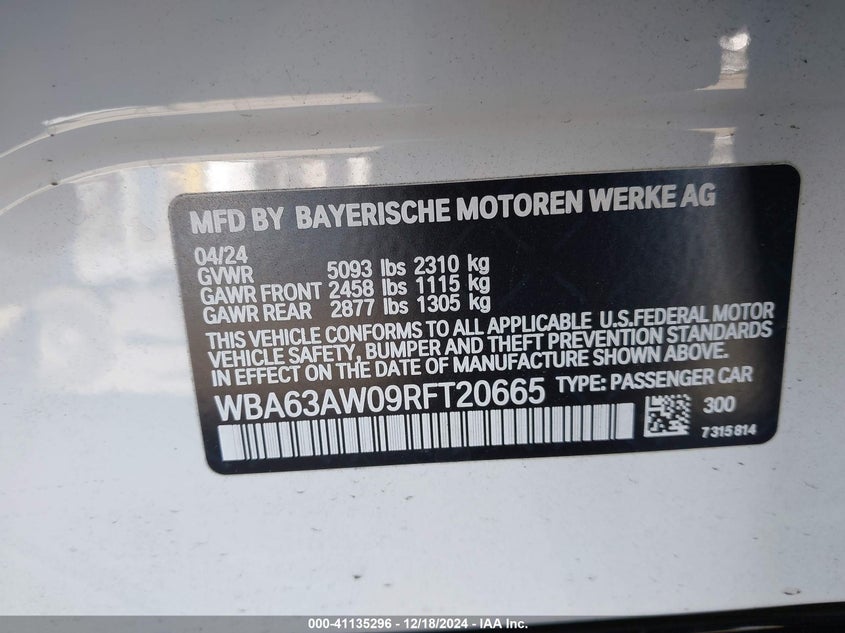 MFD BY BAYERISCHE MOTOREN WERKE AG
04/24
GVWR 5093 lbs 2310 kg
GAWR FRONT 2458 lbs 1115 kg
GAWR REAR 2877 lbs 1305 kg
THIS VEHICLE CONFORMS TO ALL APPLICABLE U.S.FEDERAL MOTOR
VEHICLE SAFETY, BUMPER AND THEFT PREVENTION STANDARDS
IN EFFECT ON THE DATE OF MANUFACTURE SHOWN ABOVE.
WBA63AW09RFT20665 TYPE: PASSENGER CAR
300
7315814
000-41135296 - 12/18/2024 - IAA Inc.